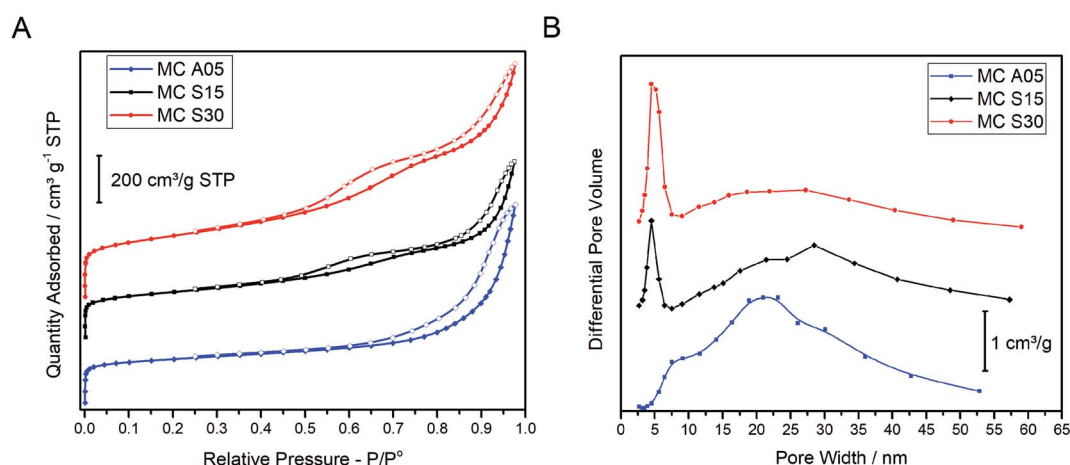 A
MC A05
MC S15
MC S30
200 cm³/g STP
Quantity Adsorbed / cm³ g⁻¹ STP
0.0 0.1 0.2 0.3 0.4 0.5 0.6 0.7 0.8 0.9 1.0
Relative Pressure - P/Pº
B
MC A05
MC S15
MC S30
1 cm³/g
Differential Pore Volume
0 5 10 15 20 25 30 35 40 45 50 55 60 65
Pore Width / nm